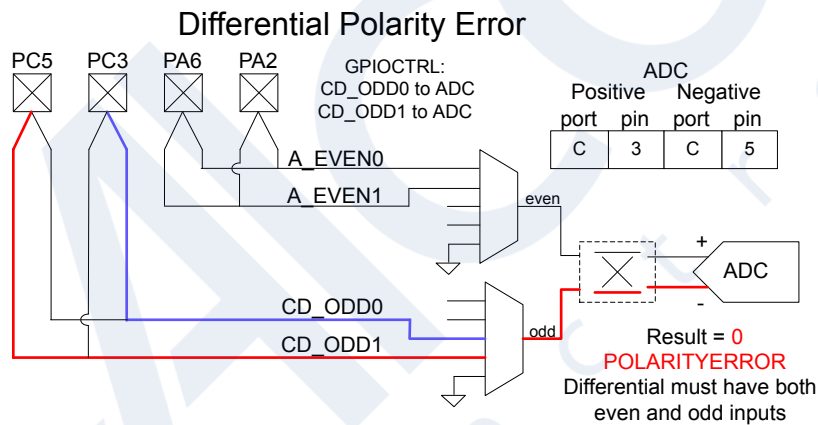 Differential Polarity Error
PC5 PC3 PA6 PA2
GPIOCTRL:
CD_ODD0 to ADC
CD_ODD1 to ADC
ADC
Positive Negative
port pin port pin
C 3 C 5
A_EVEN0
A_EVEN1
even
+
ADC
-
CD_ODD0
CD_ODD1
odd
Result = 0
POLARITYERROR
Differential must have both
even and odd inputs